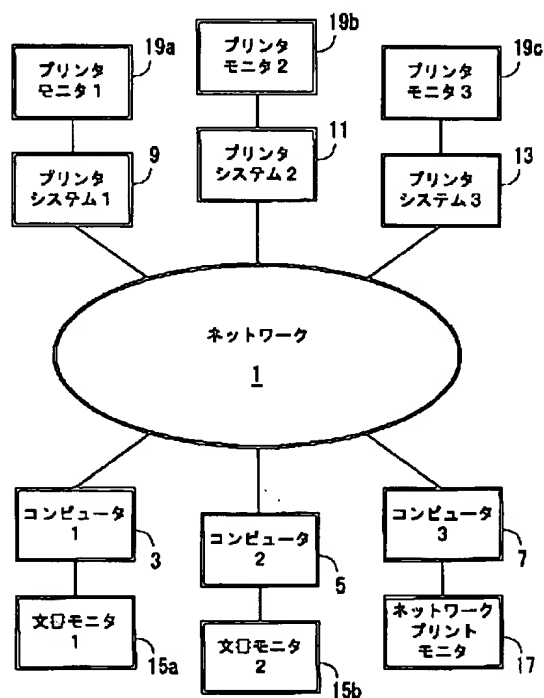 19a
19b
19c
プリンタ
モニタ1
プリンタ
モニタ2
プリンタ
モニタ3
9
11
13
プリンタ
システム1
プリンタ
システム2
プリンタ
システム3
ネットワーク
1
コンピュータ
1
コンピュータ
2
コンピュータ
3
3
5
7
モニタ
1
モニタ
2
ネットワーク
プリント
モニタ
15a
15b
17